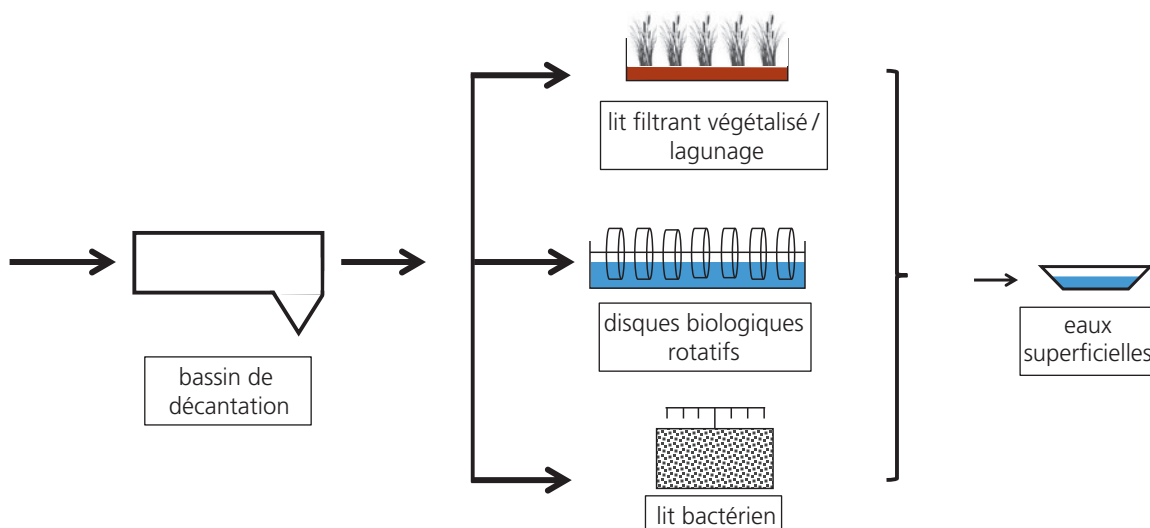 lit filtrant végétalisé /
lagunage
disques biologiques
rotatifs
eaux
superficielles
bassin de
décantation
lit bactérien